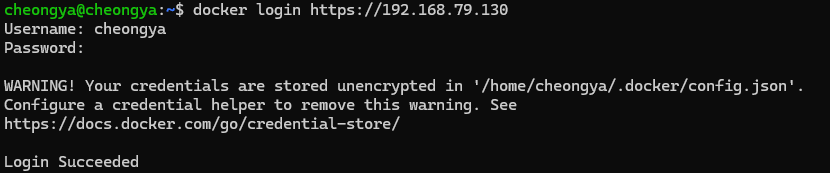 cheongya@cheongya:~$ docker login https://192.168.79.130
Username: cheongya
Password:
WARNING! Your credentials are stored unencrypted in '/home/cheongya/.docker/config.json'.
Configure a credential helper to remove this warning. See
https://docs.docker.com/go/credential-store/
Login Succeeded